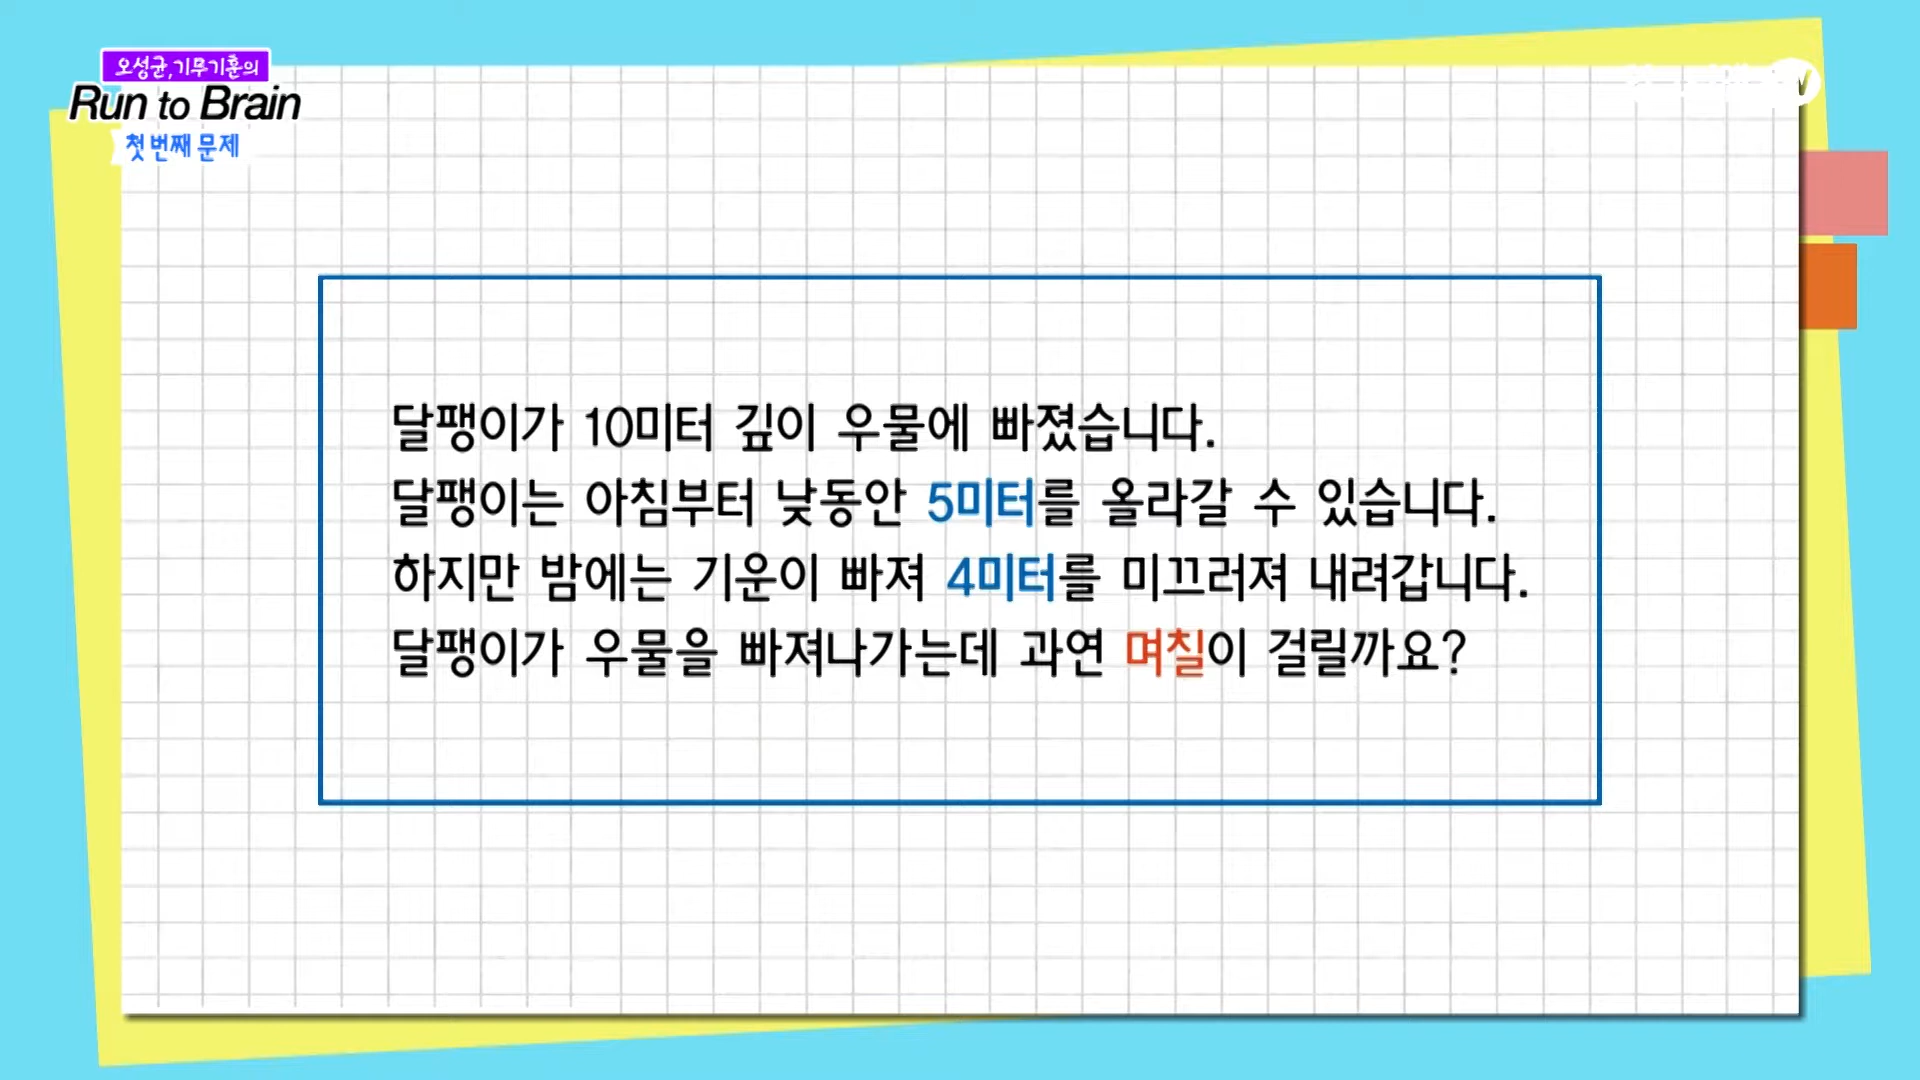 오성균,기무기훈의
Run to Brain
첫 번째 문제
달팽이가 10미터 깊이 우물에 빠졌습니다.
달팽이는 아침부터 낮동안 5미터를 올라갈 수 있습니다.
하지만 밤에는 기운이 빠져 4미터를 미끄러져 내려갑니다.
달팽이가 우물을 빠져나가는데 과연 며칠이 걸릴까요?